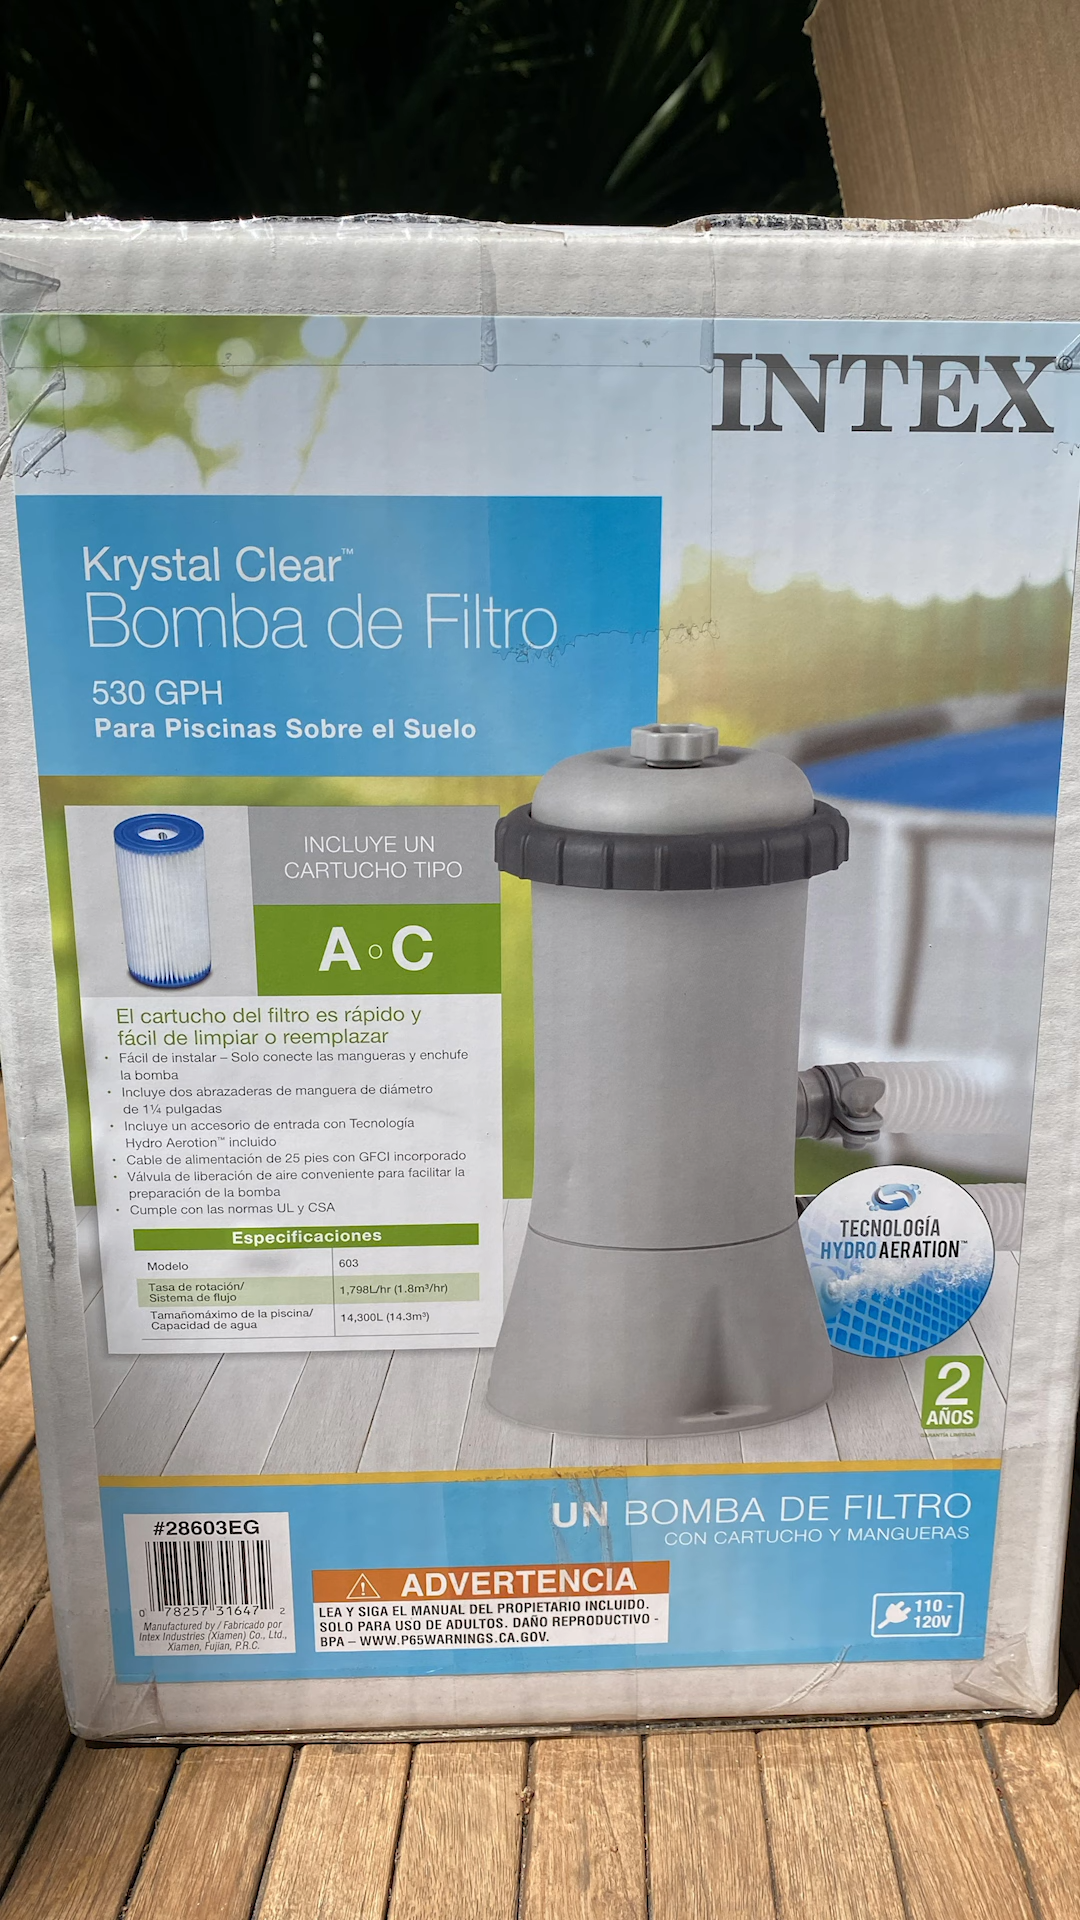 INTEX®
Krystal Clear™
Bomba de Filtro
530 GPH
Para Piscinas Sobre el Suelo
INCLUYE UN
CARTUCHO TIPO
A o C
El cartucho del filtro es rápido y
fácil de limpiar o reemplazar
• Fácil de instalar – Solo conecte las mangueras y enchufe
la bomba
• Incluye dos abrazaderas de manguera de diámetro
de 1¼ pulgadas
• Incluye un accesorio de entrada con Tecnología
Hydro Aerotion™ incluido
• Cable de alimentación de 25 pies con GFCI incorporado
• Válvula de liberación de aire conveniente para facilitar la
preparación de la bomba
• Cumple con las normas UL y CSA
Especificaciones
Modelo 603
Tasa de rotación/
Sistema de flujo 1,798L/hr (1.8m³/hr)
Tamañomáximo de la piscina/
Capacidad de agua 14,300L (14.3m³)
TECNOLOGÍA
HYDROAERATION™
2
AÑOS
GARANTÍA LIMITADA
UN BOMBA DE FILTRO
CON CARTUCHO Y MANGUERAS
#28603EG
0 78257 31647 2
Manufactured by / Fabricado por
Intex Industries (Xiamen) Co., Ltd.,
Xiamen, Fujian, P.R.C.
ADVERTENCIA
LEA Y SIGA EL MANUAL DEL PROPIETARIO INCLUIDO.
SOLO PARA USO DE ADULTOS. DAÑO REPRODUCTIVO -
BPA – WWW.P65WARNINGS.CA.GOV.
110 -
120V